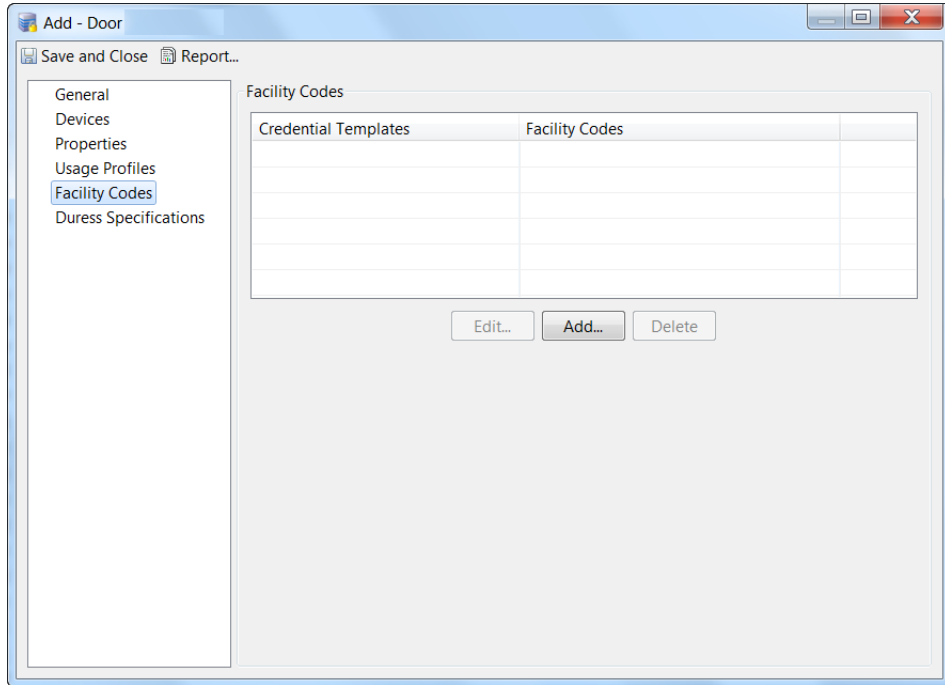 Add - Door
Save and Close Report...
General
Devices
Properties
Usage Profiles
Facility Codes
Duress Specifications
Facility Codes
Credential Templates Facility Codes
Edit... Add... Delete